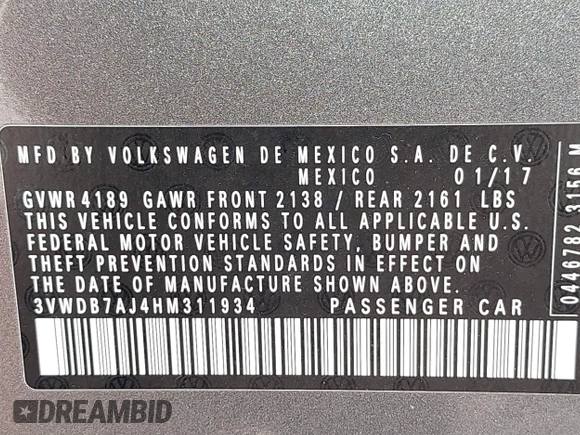 MFD BY VOLKSWAGEN DE MEXICO S.A. DE C.V.
MEXICO 01/17
GVWR 4189 GAWR FRONT 2138 / REAR 2161 LBS
THIS VEHICLE CONFORMS TO ALL APPLICABLE U.S.
FEDERAL MOTOR VEHICLE SAFETY, BUMPER AND
THEFT PREVENTION STANDARDS IN EFFECT ON
THE DATE OF MANUFACTURE SHOWN ABOVE.
3VWDB7AJ4HM311934 PASSENGER CAR
0446782 3156 M
DREAMBID